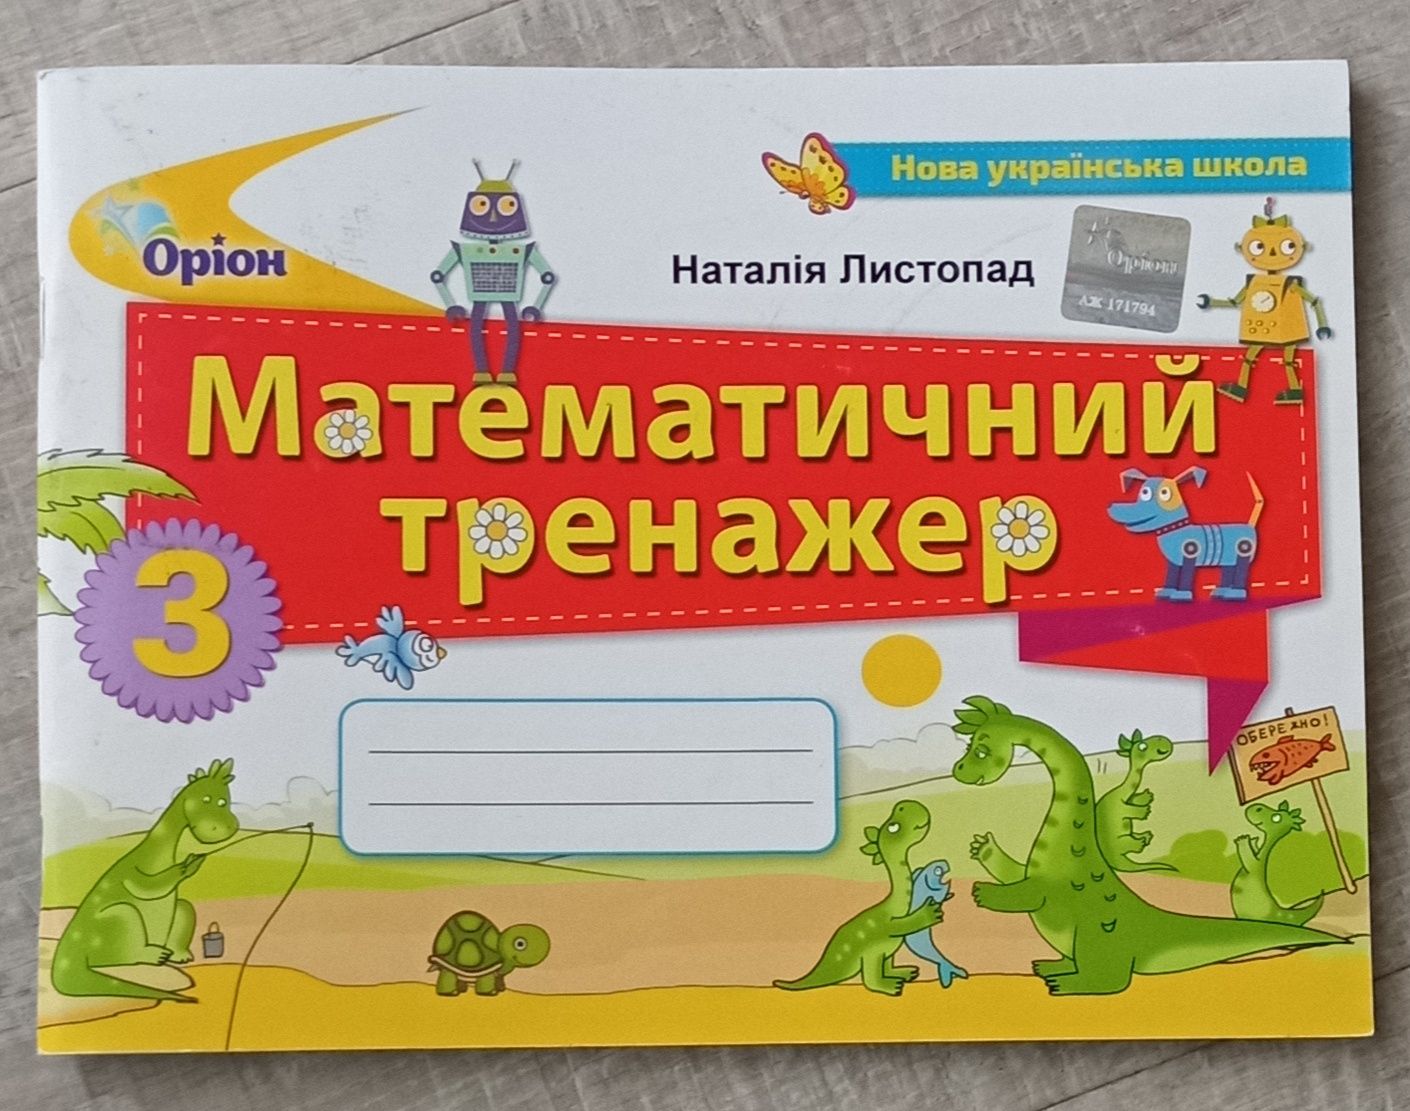 Нова українська школа
Оріон
Наталія Листопад
Оріон
АЖ 171794
Математичний
тренажер
3
ОБЕРЕЖНО!